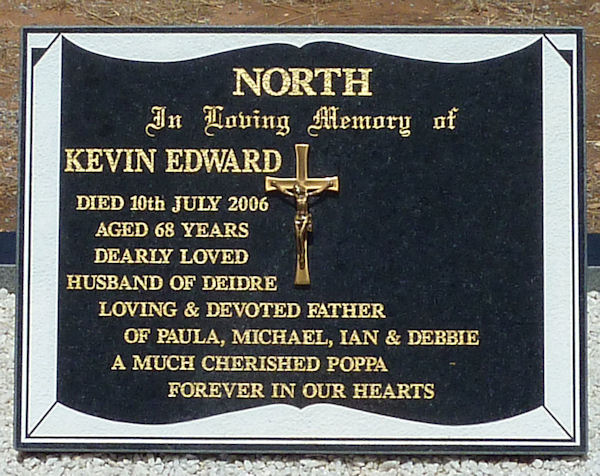 NORTH
In Loving Memory of
KEVIN EDWARD
DIED 10th JULY 2006
AGED 68 YEARS
DEARLY LOVED
HUSBAND OF DEIDRE
LOVING & DEVOTED FATHER
OF PAULA, MICHAEL, IAN & DEBBIE
A MUCH CHERISHED POPPA
FOREVER IN OUR HEARTS